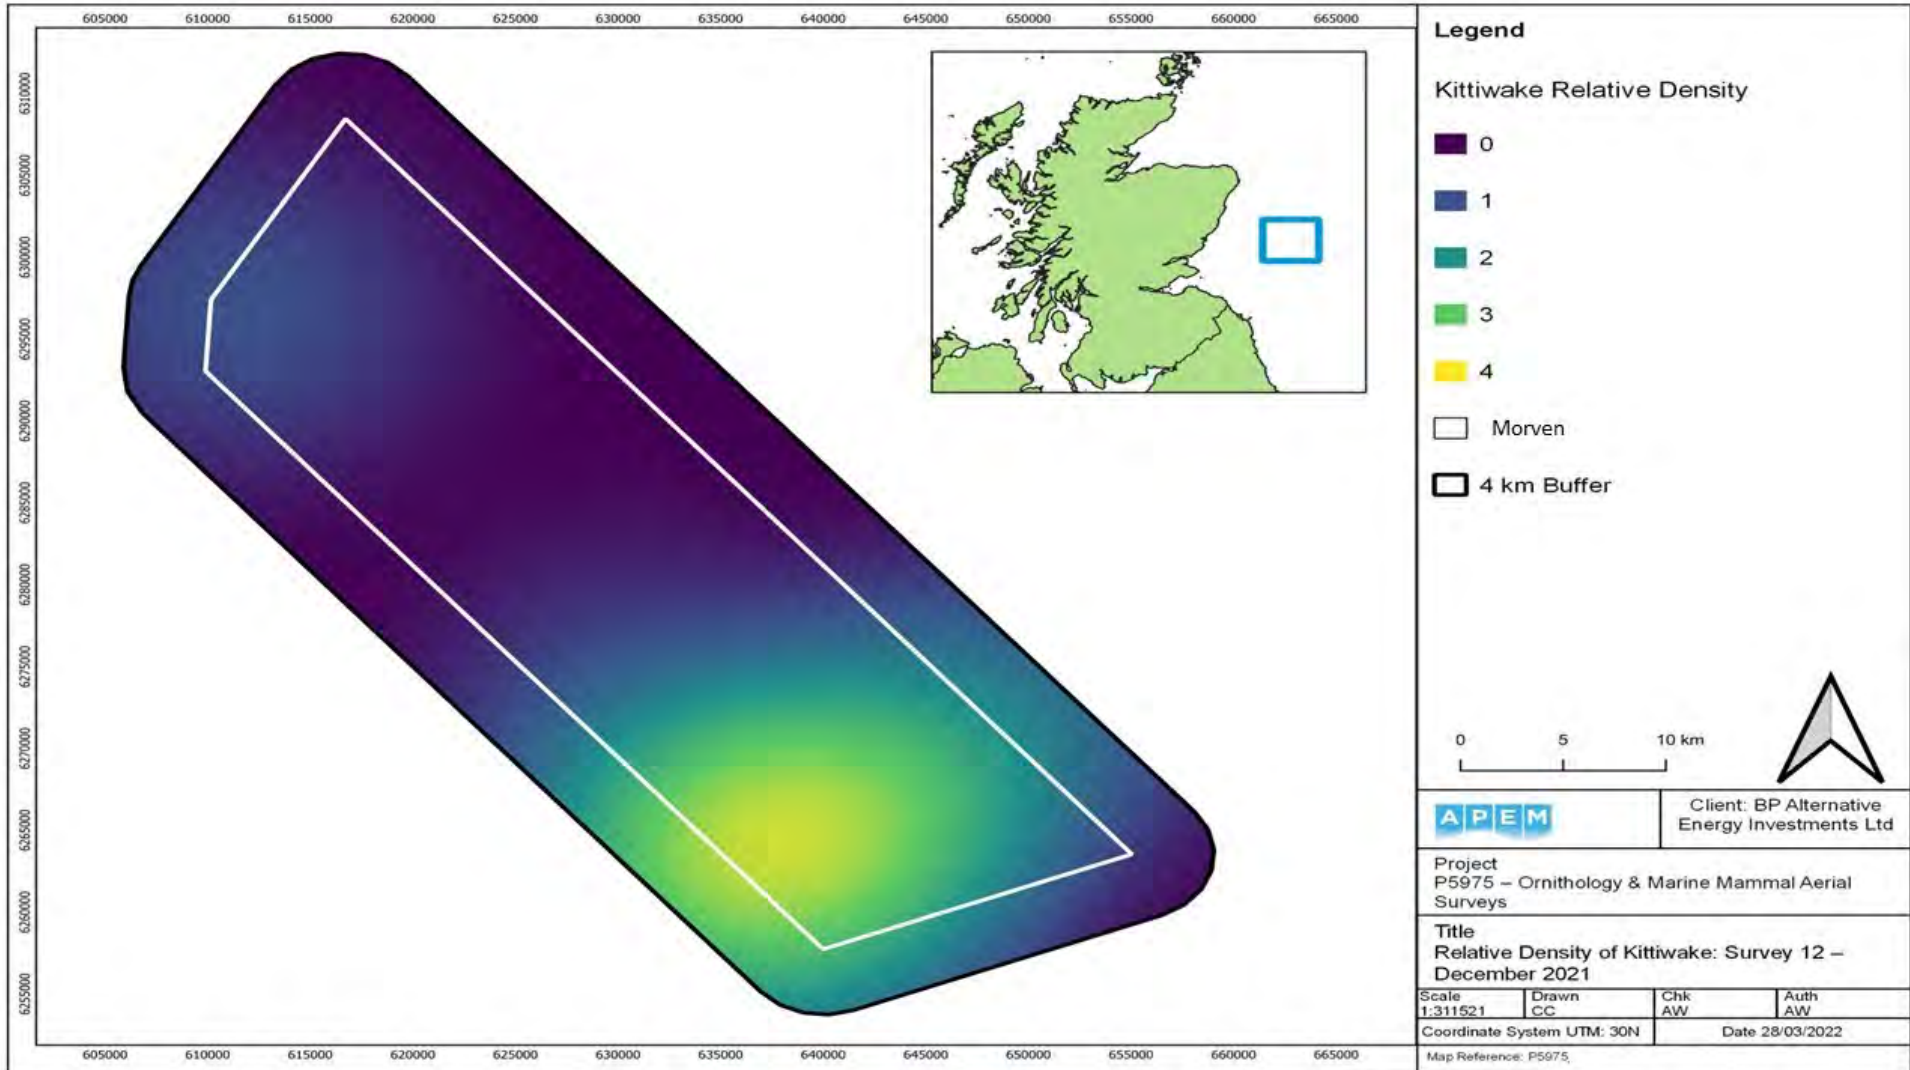 605000 610000 615000 620000 625000 630000 635000 640000 645000 650000 655000 660000 665000
6310000
6305000
6300000
6295000
6290000
6285000
6280000
6275000
6270000
6265000
6260000
6255000
605000 610000 615000 620000 625000 630000 635000 640000 645000 650000 655000 660000 665000
Legend
Kittiwake Relative Density
0
1
2
3
4
Morven
4 km Buffer
0 5 10 km
APEM
Client: BP Alternative
Energy Investments Ltd
Project
P5975 – Ornithology & Marine Mammal Aerial
Surveys
Title
Relative Density of Kittiwake: Survey 12 –
December 2021
Scale Drawn Chk Auth
1:311521 CC AW AW
Coordinate System UTM: 30N Date 28/03/2022
Map Reference: P5975